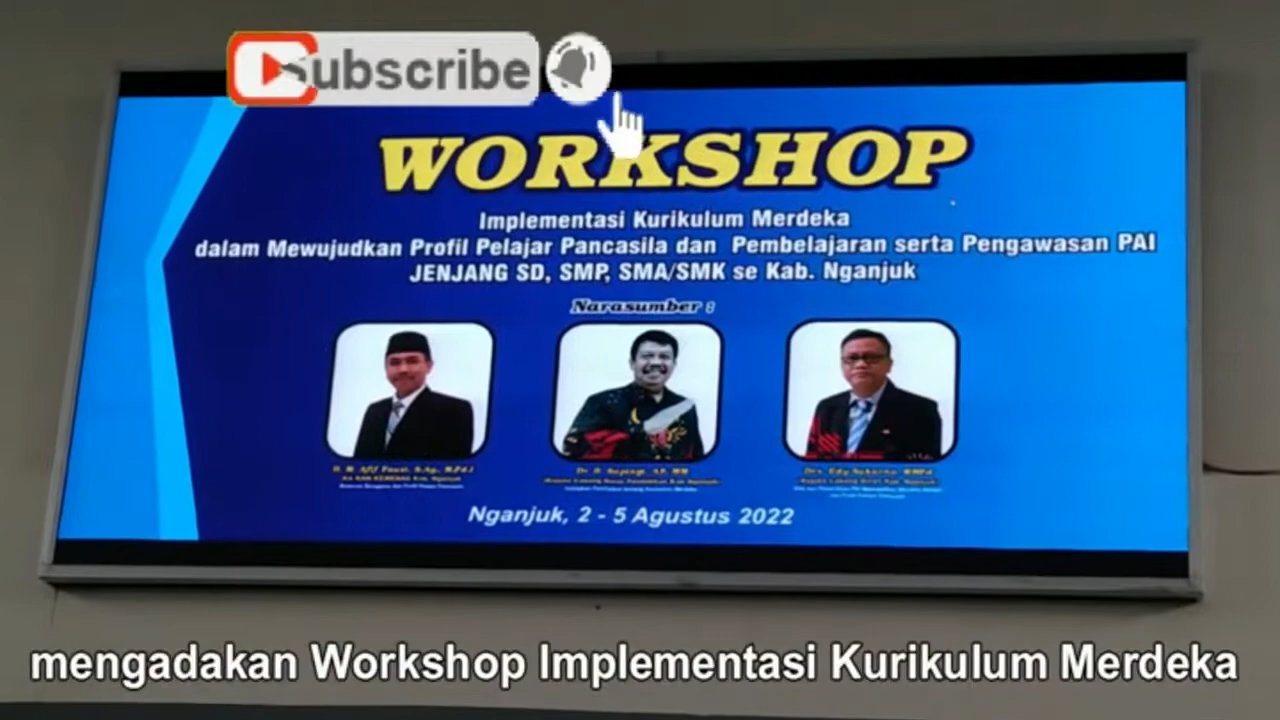 Subscribe
WORKSHOP
Implementasi Kurikulum Merdeka
dalam Mewujudkan Profil Pelajar Pancasila dan Pembelajaran serta Pengawasan PAI
JENJANG SD, SMP, SMA/SMK se Kab. Nganjuk
Narasumber :
Nganjuk, 2 - 5 Agustus 2022
mengadakan Workshop Implementasi Kurikulum Merdeka